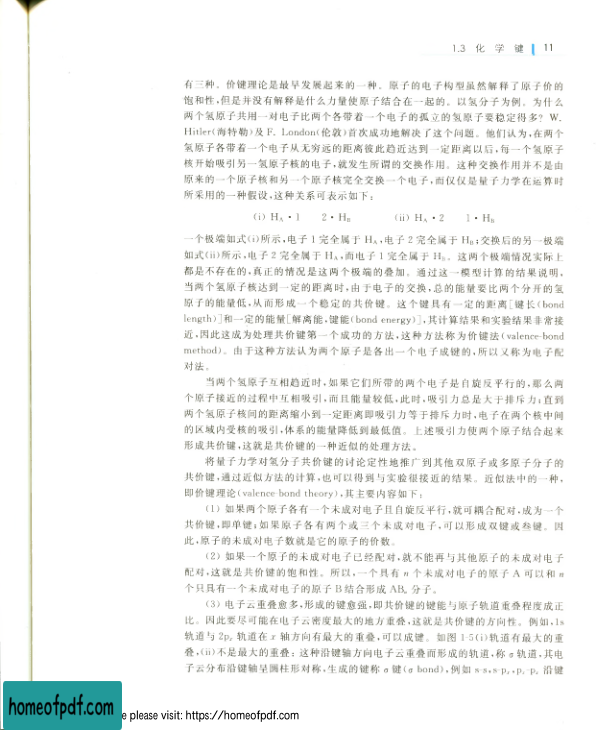 1.3 化 学 键 11
有三种。价键理论是最早发展起来的一种。原子的电子构型虽然解释了原子价的
饱和性,但是并没有解释是什么力量使原子结合在一起的。以氢分子为例。为什么
两个氢原子共用一对电子比两个各带着一个电子的孤立的氢原子要稳定得多? W.
Hitler(海特勒)及 F. London(伦敦)首次成功地解决了这个问题。他们认为,在两个
氢原子各带着一个电子从无穷远的距离彼此趋近达到一定距离以后,每一个氢原子
核开始吸引另一氢原子核的电子,就发生所谓的交换作用。这种交换作用并不是由
原来的一个原子核和另一个原子核完全交换一个电子,而仅仅是量子力学在运算时
所采用的一种假设,这种关系可表示如下:
(i) HA · 1 2 · HB (ii) HA · 2 1 · HB
一个极端如式(i)所示,电子 1 完全属于 HA,电子 2 完全属于 HB;交换后的另一极端
如式(ii)所示,电子 2 完全属于 HA,而电子 1 完全属于 HB。这两个极端情况实际上
都是不存在的,真正的情况是这两个极端的叠加。通过这一模型计算的结果说明,
当两个氢原子核达到一定的距离时,由于电子的交换,总的能量要比两个分开的氢
原子的能量低,从而形成一个稳定的共价键。这个键具有一定的距离[键长(bond
length)]和一定的能量[解离能,键能(bond energy)],其计算结果和实验结果非常接
近,因此这成为处理共价键第一个成功的方法,这种方法称为价键法(valence-bond
method)。由于这种方法认为两个原子是各出一个电子成键的,所以又称为电子配
对法。
当两个氢原子互相趋近时,如果它们所带的两个电子是自旋反平行的,那么两
个原子接近的过程中互相吸引,而且能量较低,此时,吸引力总是大于排斥力;直到
两个氢原子核间的距离缩小到一定距离即吸引力等于排斥力时,电子在两个核中间
的区域内受核的吸引,体系的能量降低到最低值。上述吸引力使两个原子结合起来
形成共价键,这就是共价键的一种近似的处理方法。
将量子力学对氢分子共价键的讨论定性地推广到其他双原子或多原子分子的
共价键,通过近似方法的计算,也可以得到与实验很接近的结果。近似法中的一种,
即价键理论(valence bond theory),其主要内容如下:
(1) 如果两个原子各有一个未成对电子且自旋反平行,就可耦合配对,成为一个
共价键,即单键;如果原子各有两个或三个未成对电子,可以形成双键或叁键。因
此,原子的未成对电子数就是它的原子的价数。
(2) 如果一个原子的未成对电子已经配对,就不能再与其他原子的未成对电子
配对,这就是共价键的饱和性。所以,一个具有 n 个未成对电子的原子 A 可以和 n
个只具有一个未成对电子的原子 B 结合形成 ABn 分子。
(3) 电子云重叠愈多,形成的键愈强,即共价键的键能与原子轨道重叠程度成正
比。因此要尽可能在电子云密度最大的地方重叠,这就是共价键的方向性。例如,1s
轨道与 2px 轨道在 x 轴方向有最大的重叠,可以成键。如图 1-5(i)轨道有最大的重
叠,(ii)不是最大的重叠;这种沿键轴方向电子云重叠而形成的轨道,称 σ 轨道,其电
子云分布沿键轴呈圆柱形对称,生成的键称 σ 键(σ bond),例如 s-s,s-px,px-px 沿键
homeofpdf.com
e please visit: https://homeofpdf.com